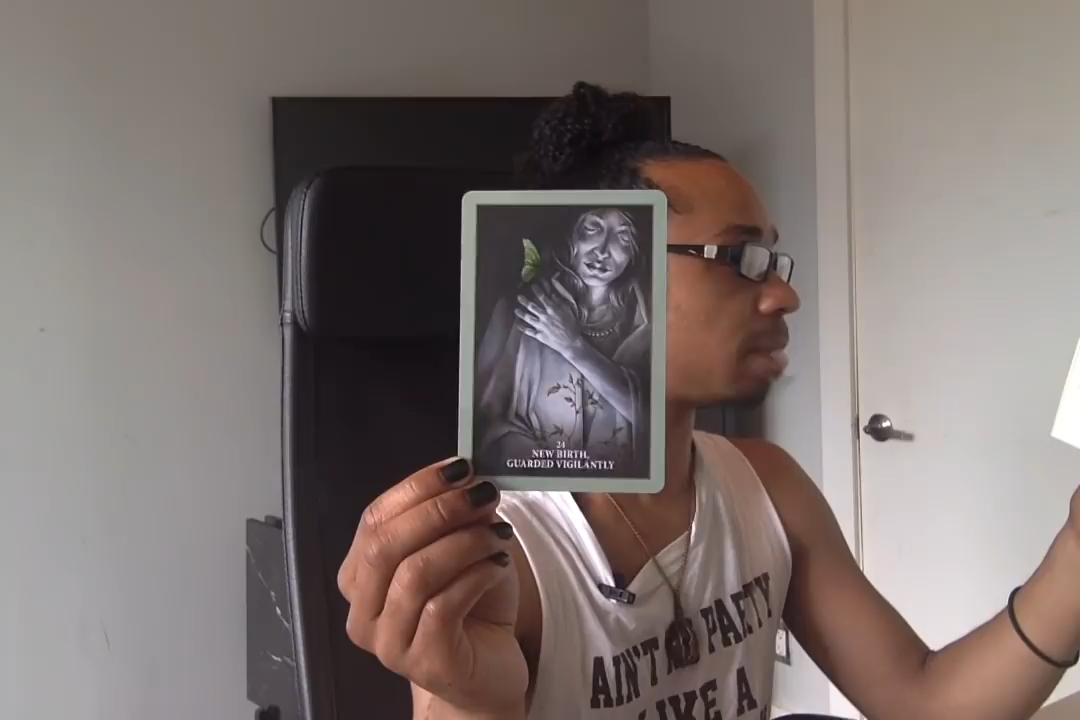 24
NEW BIRTH,
GUARDED VIGILANTLY
AIN'T NO PARTY
LIKE A